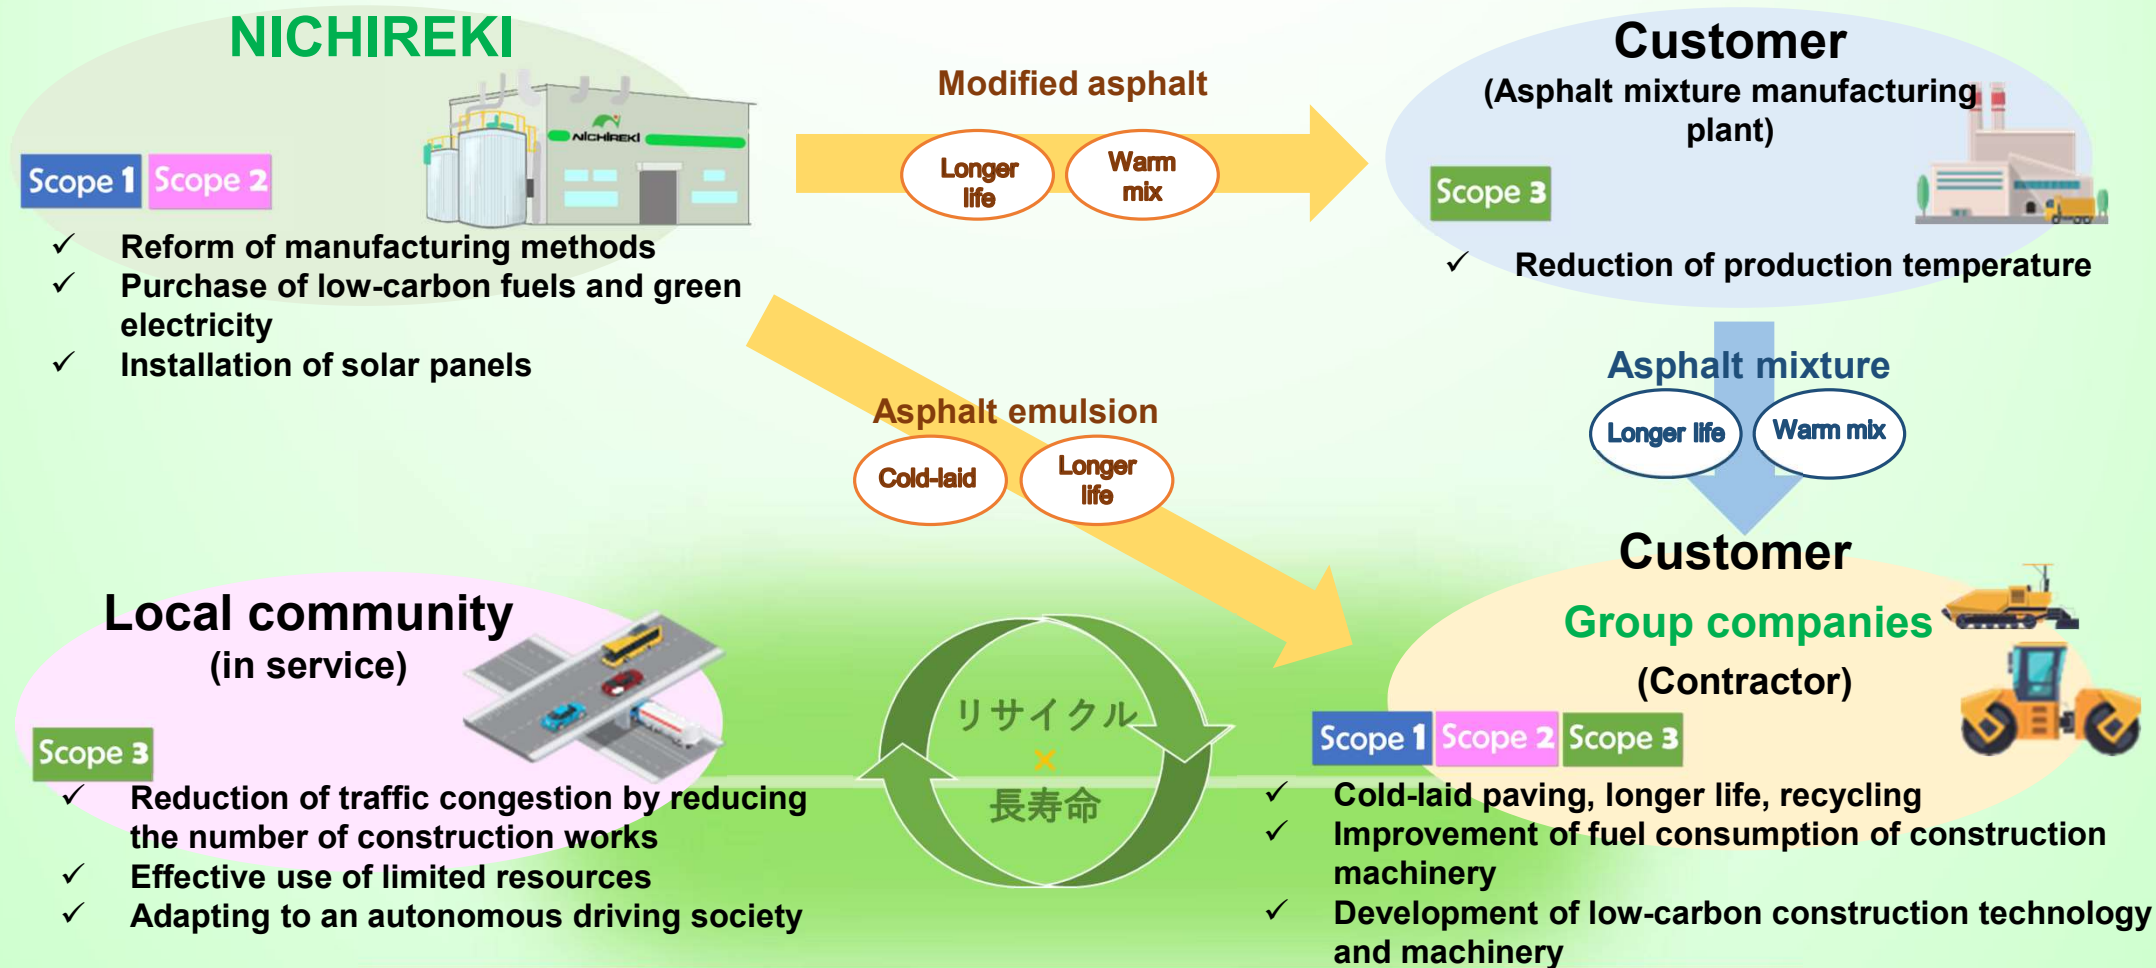 NICHIREKI
NICHIREKI
Scope 1 Scope 2
✓ Reform of manufacturing methods
✓ Purchase of low-carbon fuels and green
electricity
✓ Installation of solar panels
Modified asphalt
Longer
life
Warm
mix
Customer
(Asphalt mixture manufacturing
plant)
Scope 3
✓ Reduction of production temperature
Asphalt emulsion
Cold-laid
Longer
life
Asphalt mixture
Longer life
Warm mix
Customer
Group companies
(Contractor)
Scope 1 Scope 2 Scope 3
✓ Cold-laid paving, longer life, recycling
✓ Improvement of fuel consumption of construction
machinery
✓ Development of low-carbon construction technology
and machinery
リサイクル
×
長寿命
Local community
(in service)
Scope 3
✓ Reduction of traffic congestion by reducing
the number of construction works
✓ Effective use of limited resources
✓ Adapting to an autonomous driving society